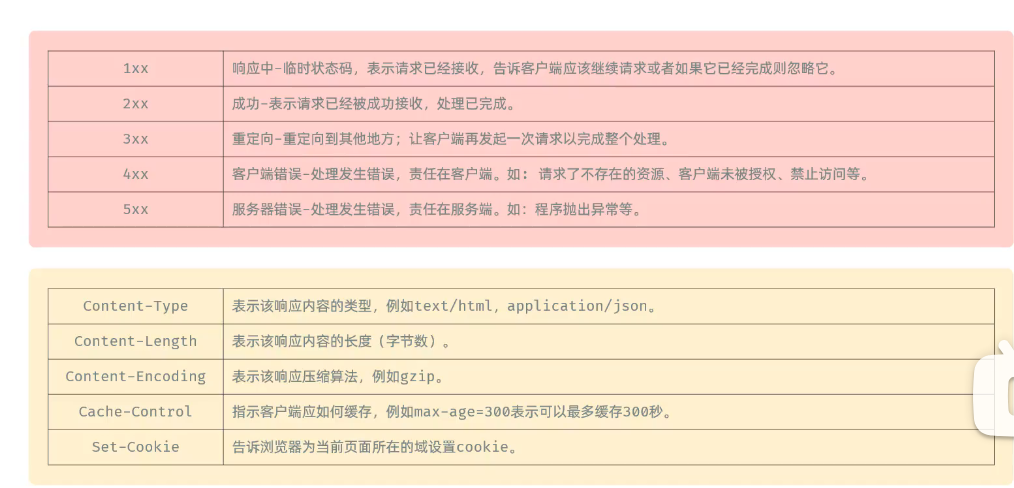 1xx 响应中-临时状态码，表示请求已经接收，告诉客户端应该继续请求或者如果它已经完成则忽略它。
2xx 成功-表示请求已经被成功接收，处理已完成。
3xx 重定向-重定向到其他地方；让客户端再发起一次请求以完成整个处理。
4xx 客户端错误-处理发生错误，责任在客户端。如: 请求了不存在的资源、客户端未被授权、禁止访问等。
5xx 服务器错误-处理发生错误，责任在服务端。如：程序抛出异常等。
Content-Type 表示该响应内容的类型，例如text/html，application/json。
Content-Length 表示该响应内容的长度（字节数）。
Content-Encoding 表示该响应压缩算法，例如gzip。
Cache-Control 指示客户端应如何缓存，例如max-age=300表示可以最多缓存300秒。
Set-Cookie 告诉浏览器为当前页面所在的域设置cookie。